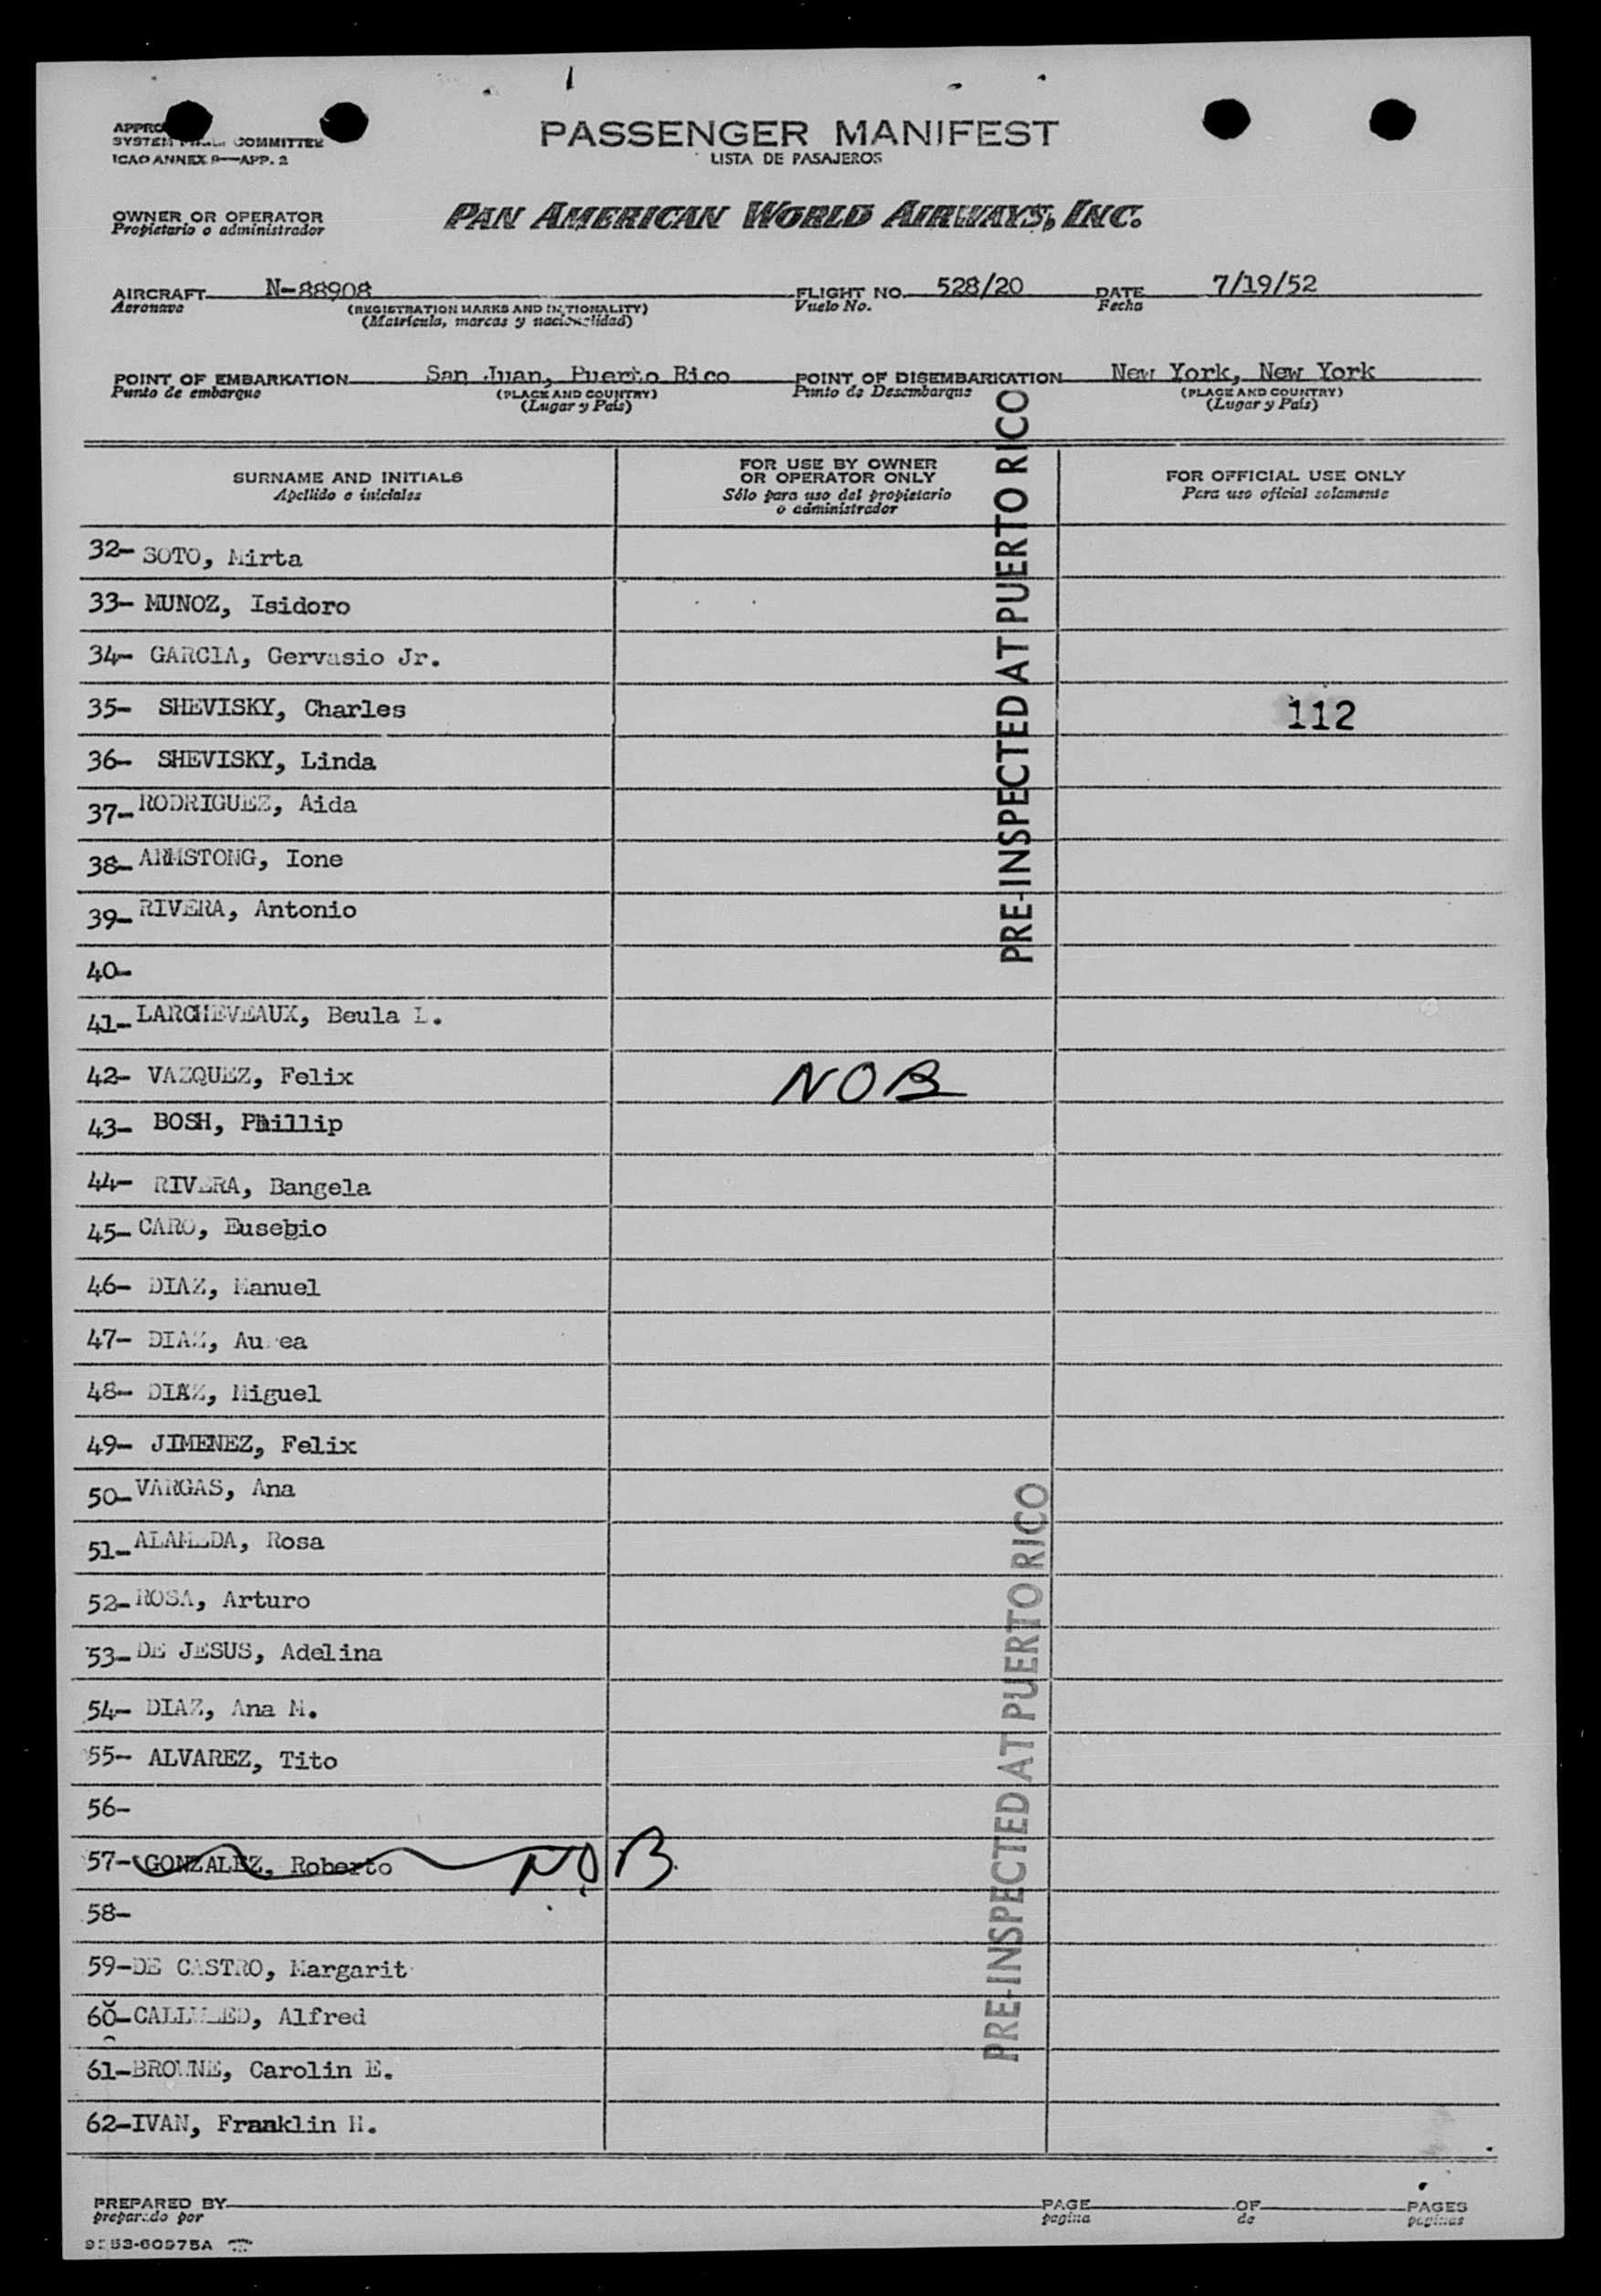 PASSENGER MANIFEST
LISTA DE PASAJEROS
SYSTEM COMMITTEE
ICAO ANNEX 9—APP. 2
OWNER OR OPERATOR
Propietario o administrador
PAN AMERICAN WORLD AIRWAYS, INC.
AIRCRAFT N-88908 FLIGHT NO. 528/20 DATE 7/19/52
Aeronave (REGISTRATION MARKS AND NATIONALITY) Vuelo No. Fecha
(Matrícula, marcas y nacionalidad)
POINT OF EMBARKATION San Juan, Puerto Rico POINT OF DISEMBARKATION New York, New York
Punto de embarque (PLACE AND COUNTRY) Punto de Desembarque (PLACE AND COUNTRY)
(Lugar y País) (Lugar y País)
SURNAME AND INITIALS
Apellido e iniciales
FOR USE BY OWNER
OR OPERATOR ONLY
Sólo para uso del propietario
o administrador
FOR OFFICIAL USE ONLY
Para uso oficial solamente
PRE-INSPECTED AT PUERTO RICO
32- SOTO, Mirta
33- MUNOZ, Isidoro
34- GARCIA, Gervasio Jr.
35- SHEVISKY, Charles 112
36- SHEVISKY, Linda
37- RODRIGUEZ, Aida
38- ARMSTONG, Ione
39- RIVERA, Antonio
40-
41- LARCHEVEAUX, Beula L.
42- VAZQUEZ, Felix NOB
43- BOSH, Phillip
44- RIVERA, Bangela
45- CARO, Eusebio
46- DIAZ, Manuel
47- DIAZ, Aurea
48- DIAZ, Miguel
49- JIMENEZ, Felix
50- VARGAS, Ana
51- ALAMEDA, Rosa
52- ROSA, Arturo
53- DE JESUS, Adelina
54- DIAZ, Ana M.
55- ALVAREZ, Tito
56-
57- GONZALEZ, Roberto NOB
58-
59-DE CASTRO, Margarit
60- Alfred
61-BROWNE, Carolin E.
62-IVAN, Franklin H.
PRE-INSPECTED AT PUERTO RICO
PREPARED BY PAGE OF PAGES
preparado por pagina de paginas